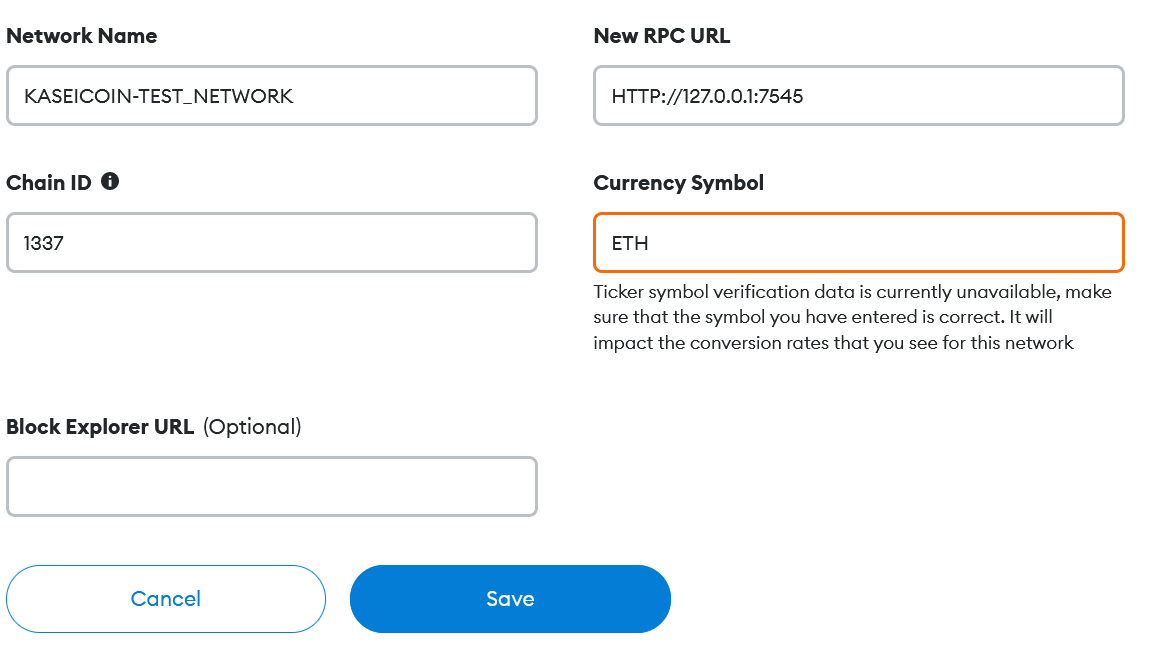 Network Name
New RPC URL
KASEICOIN-TEST_NETWORK
HTTP://127.0.0.1:7545
Chain ID
Currency Symbol
1337
ETH
Ticker symbol verification data is currently unavailable, make
sure that the symbol you have entered is correct. It will
impact the conversion rates that you see for this network
Block Explorer URL (Optional)
Cancel
Save